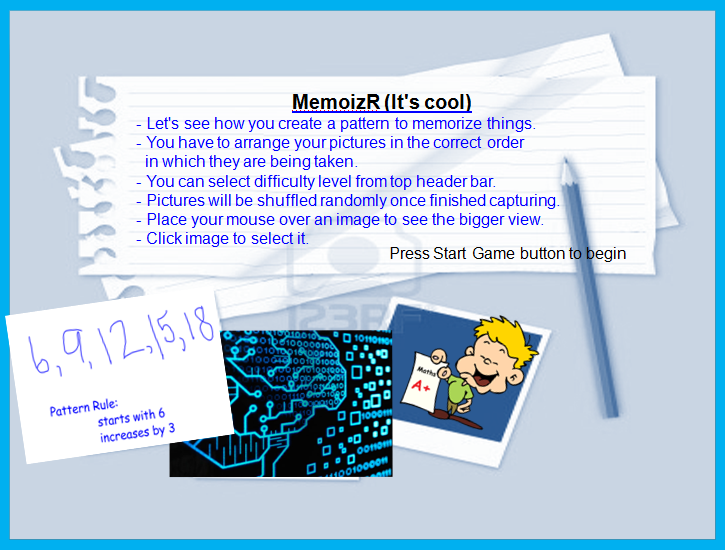 MemoizR (It's cool)
- Let's see how you create a pattern to memorize things.
- You have to arrange your pictures in the correct order
in which they are being taken.
- You can select difficulty level from top header bar.
- Pictures will be shuffled randomly once finished capturing.
- Place your mouse over an image to see the bigger view.
- Click image to select it.
Press Start Game button to begin
123RF
6,9,12,15,18
Pattern Rule:
starts with 6
increases by 3
Maths
A+